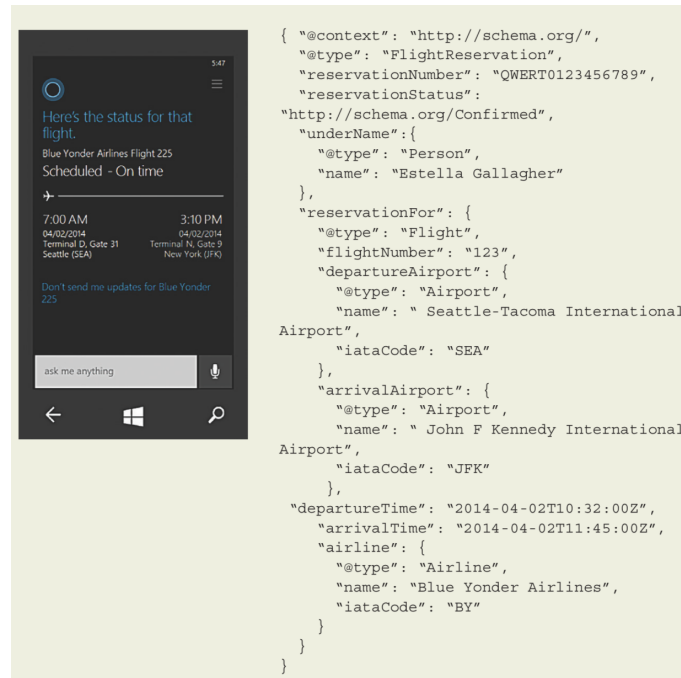 5:47
Here's the status for that
flight.
Blue Yonder Airlines Flight 225
Scheduled - On time
7:00 AM 3:10 PM
04/02/2014 04/02/2014
Terminal D, Gate 31 Terminal N, Gate 9
Seattle (SEA) New York (JFK)
Don't send me updates for Blue Yonder
225
ask me anything
{ "@context": "http://schema.org/",
"@type": "FlightReservation",
"reservationNumber": "QWERT0123456789",
"reservationStatus":
"http://schema.org/Confirmed",
"underName":{
"@type": "Person",
"name": "Estella Gallagher"
},
"reservationFor": {
"@type": "Flight",
"flightNumber": "123",
"departureAirport": {
"@type": "Airport",
"name": " Seattle-Tacoma International
Airport",
"iataCode": "SEA"
},
"arrivalAirport": {
"@type": "Airport",
"name": " John F Kennedy International
Airport",
"iataCode": "JFK"
},
"departureTime": "2014-04-02T10:32:00Z",
"arrivalTime": "2014-04-02T11:45:00Z",
"airline": {
"@type": "Airline",
"name": "Blue Yonder Airlines",
"iataCode": "BY"
}
}
}